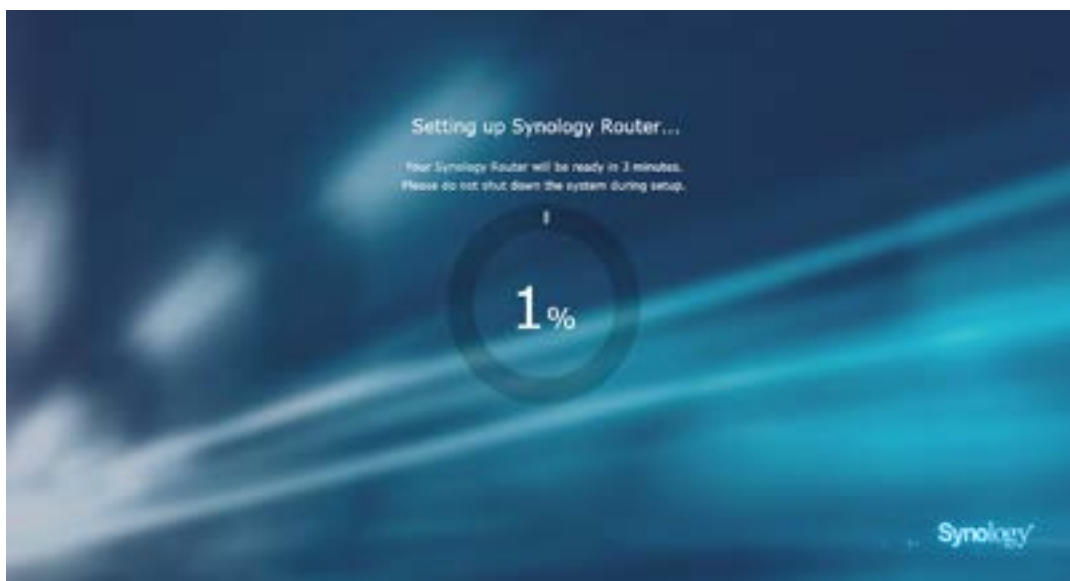 Setting up Synology Router...
Your Synology Router will be ready in 3 minutes.
Please do not shut down the system during setup.
1%
Synology®